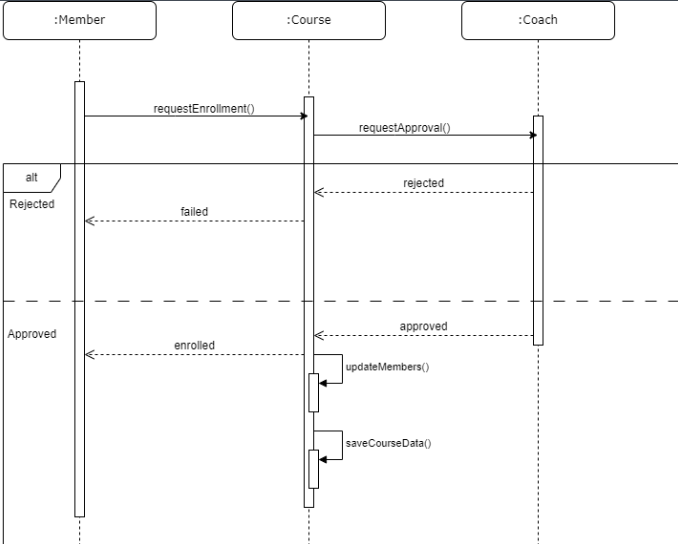 :Member
:Course
:Coach
requestEnrollment()
requestApproval()
alt
rejected
Rejected
failed
approved
Approved
enrolled
updateMembers()
saveCourseData()